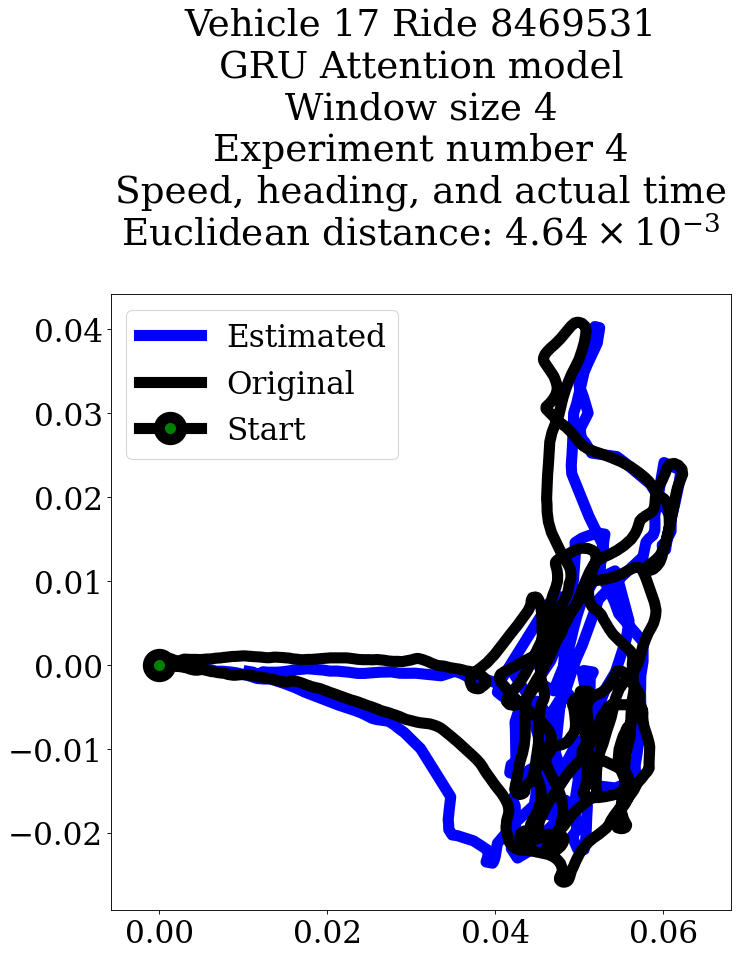 Vehicle 17 Ride 8469531
GRU Attention model
Window size 4
Experiment number 4
Speed, heading, and actual time
Euclidean distance: 4.64 × 10⁻³
Estimated
Original
Start
0.04
0.03
0.02
0.01
0.00
−0.01
−0.02
0.00 0.02 0.04 0.06